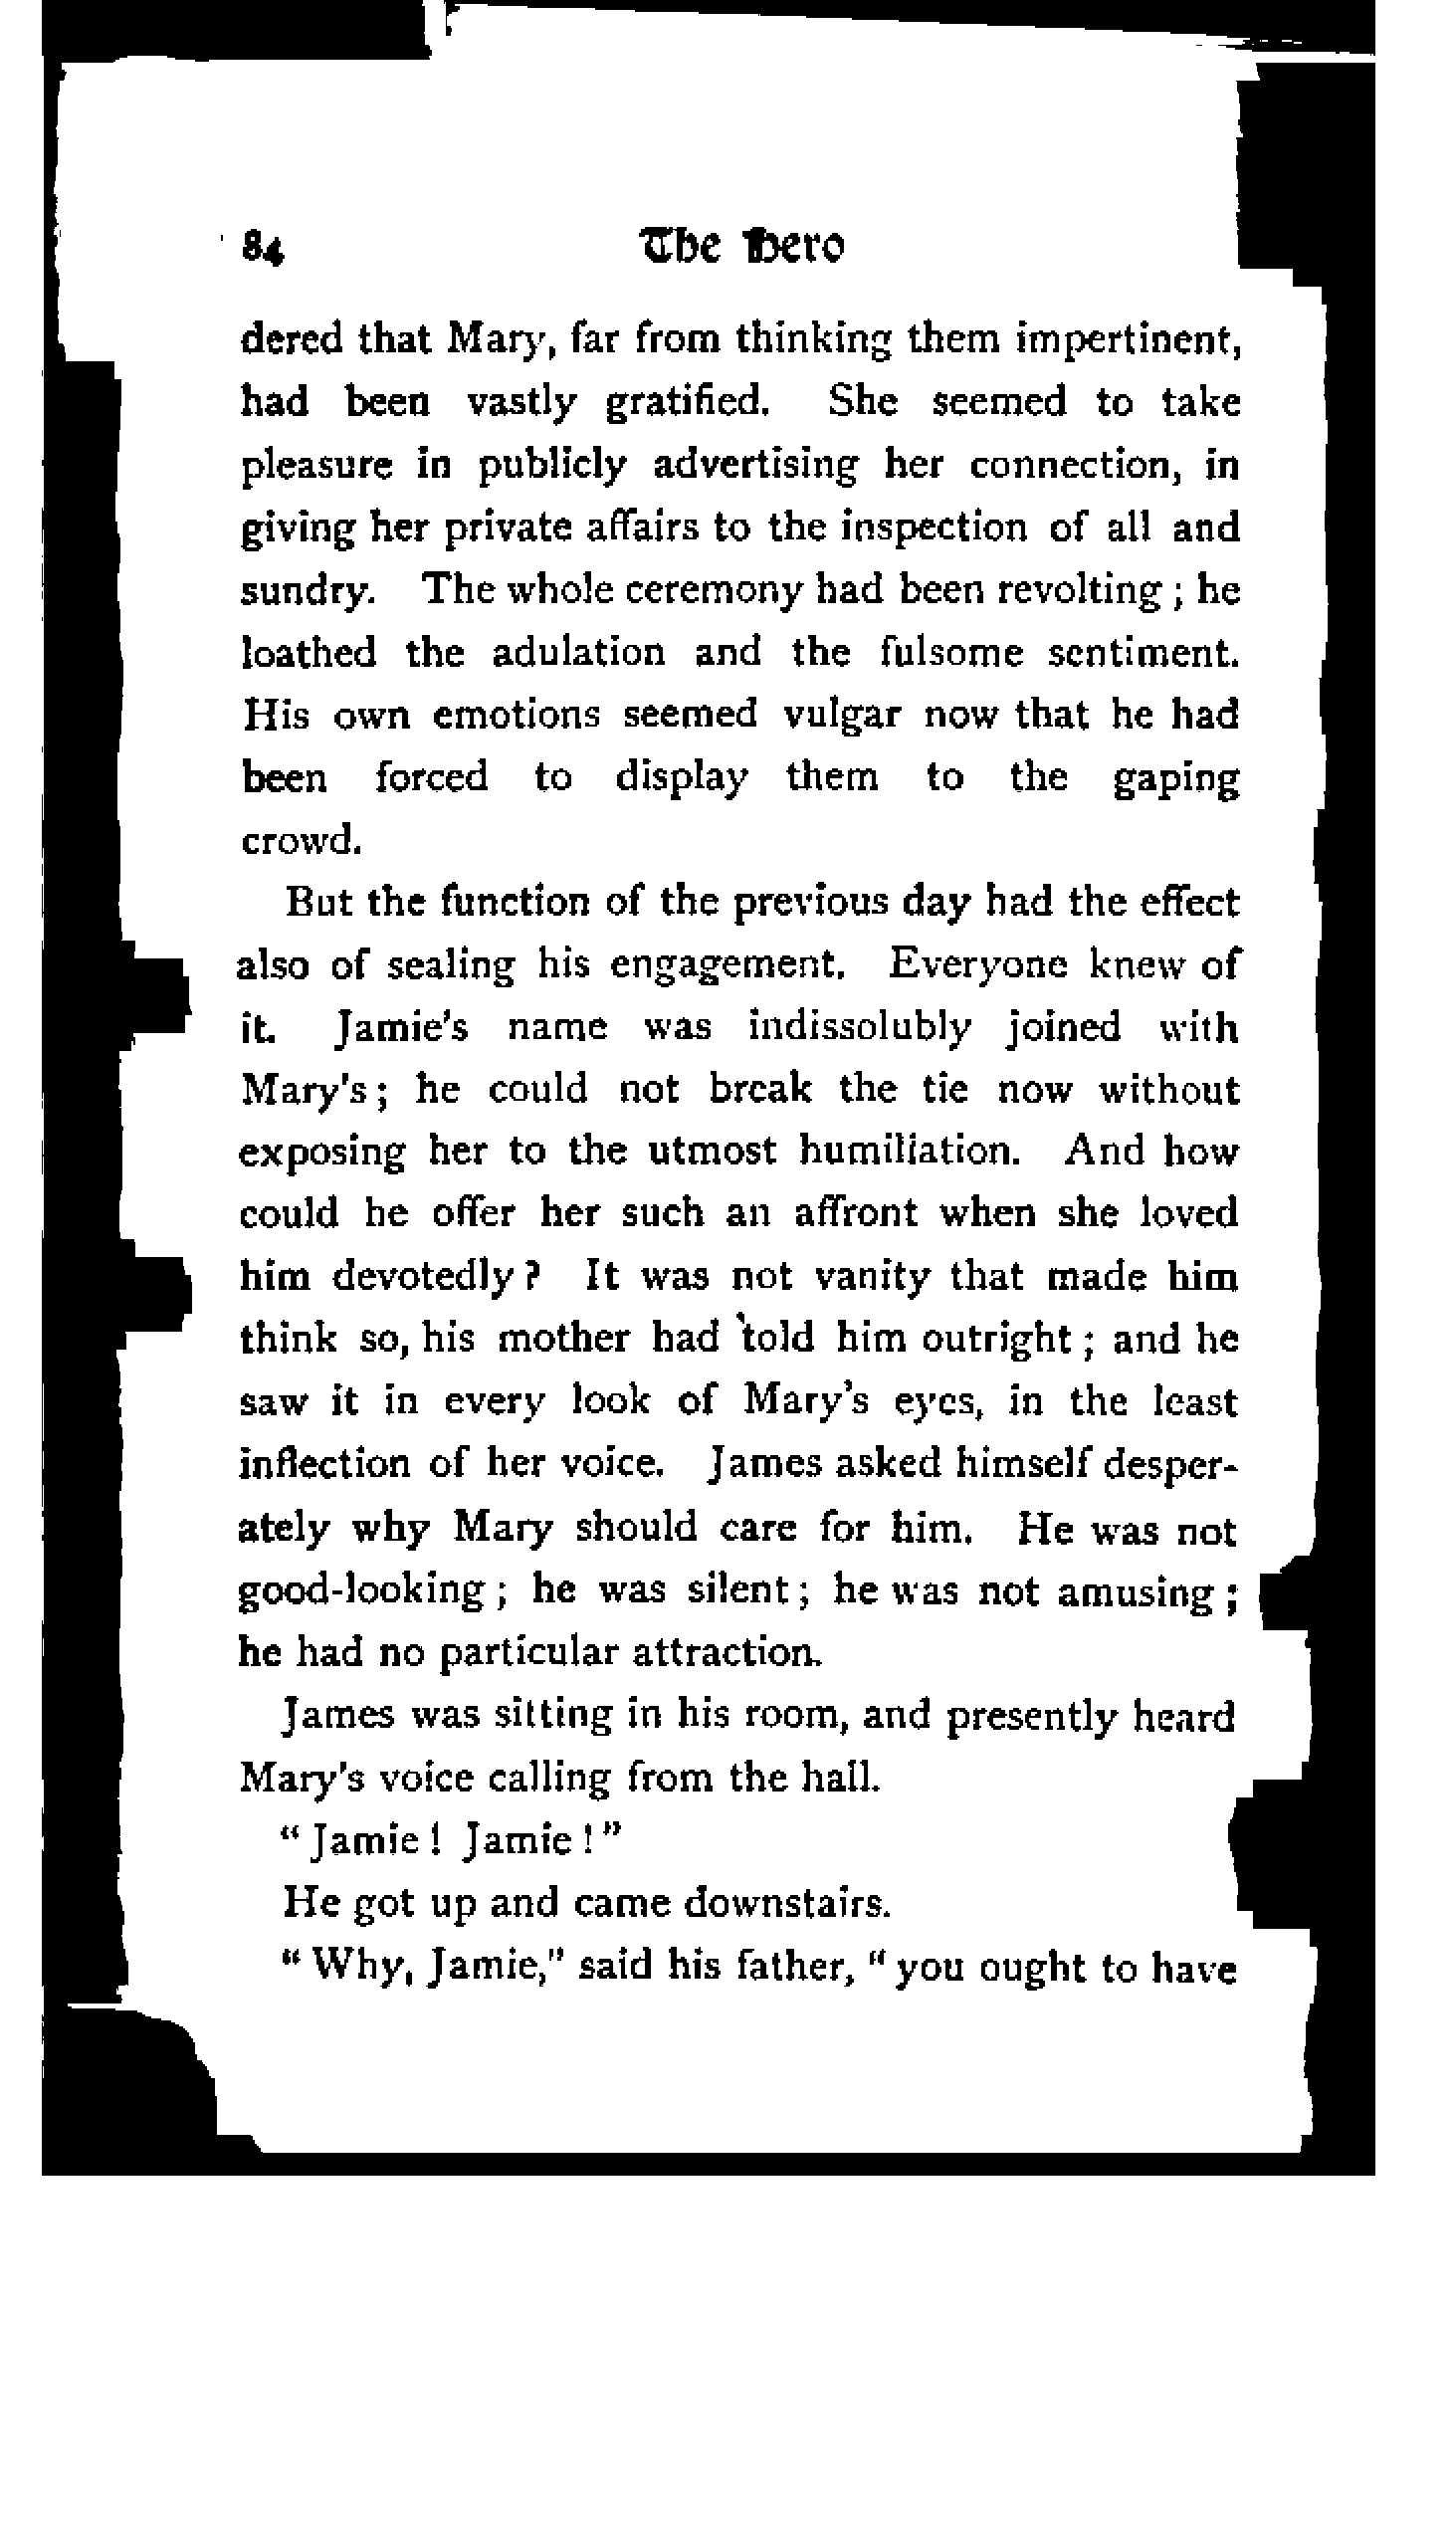 84 The Hero
dered that Mary, far from thinking them impertinent,
had been vastly gratified. She seemed to take
pleasure in publicly advertising her connection, in
giving her private affairs to the inspection of all and
sundry. The whole ceremony had been revolting ; he
loathed the adulation and the fulsome sentiment.
His own emotions seemed vulgar now that he had
been forced to display them to the gaping
crowd.
But the function of the previous day had the effect
also of sealing his engagement. Everyone knew of
it. Jamie's name was indissolubly joined with
Mary's ; he could not break the tie now without
exposing her to the utmost humiliation. And how
could he offer her such an affront when she loved
him devotedly ? It was not vanity that made him
think so, his mother had told him outright ; and he
saw it in every look of Mary's eyes, in the least
inflection of her voice. James asked himself desper-
ately why Mary should care for him. He was not
good-looking ; he was silent ; he was not amusing ;
he had no particular attraction.
James was sitting in his room, and presently heard
Mary's voice calling from the hall.
“ Jamie ! Jamie ! ”
He got up and came downstairs.
“ Why, Jamie," said his father, “ you ought to have